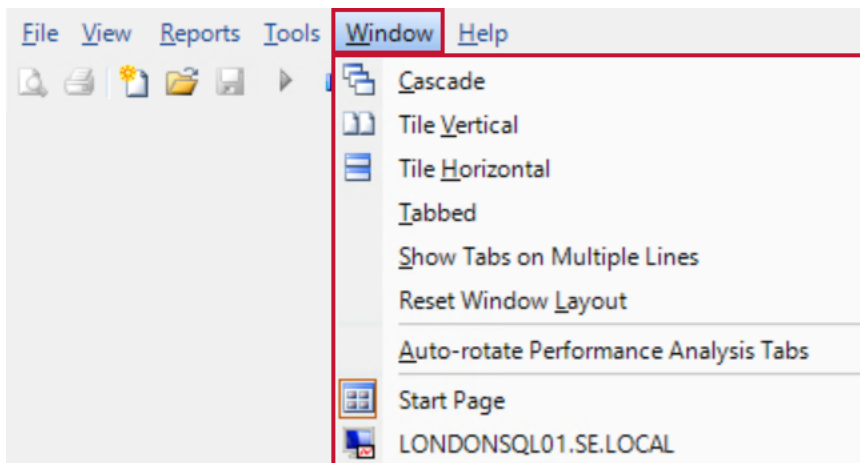 File View Reports Tools Window Help
Cascade
Tile Vertical
Tile Horizontal
Tabbed
Show Tabs on Multiple Lines
Reset Window Layout
Auto-rotate Performance Analysis Tabs
Start Page
LONDONSQL01.SE.LOCAL